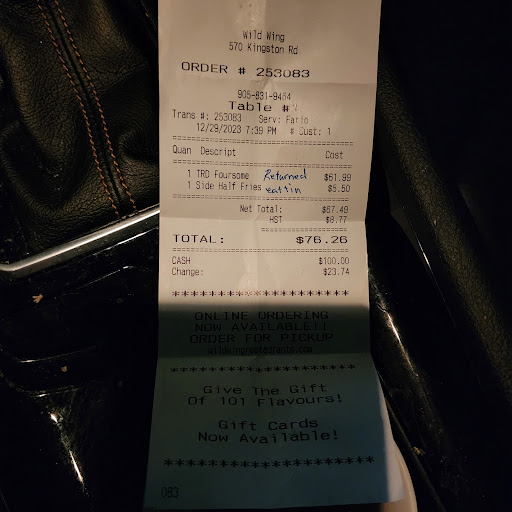 Wild Wing
570 Kingston Rd
ORDER # 253083
905-831-9464
Table #
Trans #: 253083 Serv: Fario
12/29/2023 7:39 PM # Cust: 1
Quan Descript Cost
1 TRD Foursome Returned $61.99
1 Side Half Fries eattin $5.50
Net Total: $67.49
HST $8.77
TOTAL: $76.26
CASH $100.00
Change: $23.74
*******************
ONLINE ORDERING
NOW AVAILABLE!!
ORDER FOR PICKUP
wildwingrestaurants.com
*******************
Give The Gift
Of 101 Flavours!
Gift Cards
Now Available!
*********************
083